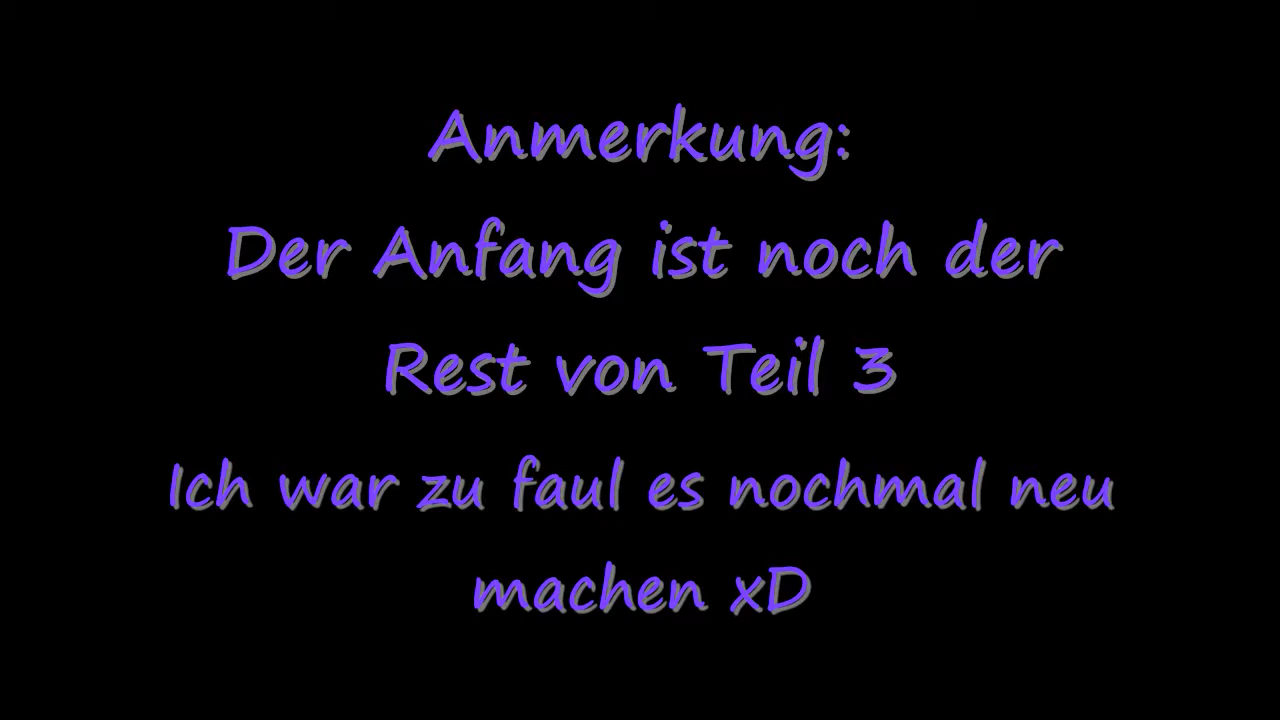 Anmerkung:
Der Anfang ist noch der
Rest von Teil 3
Ich war zu faul es nochmal neu
machen xD